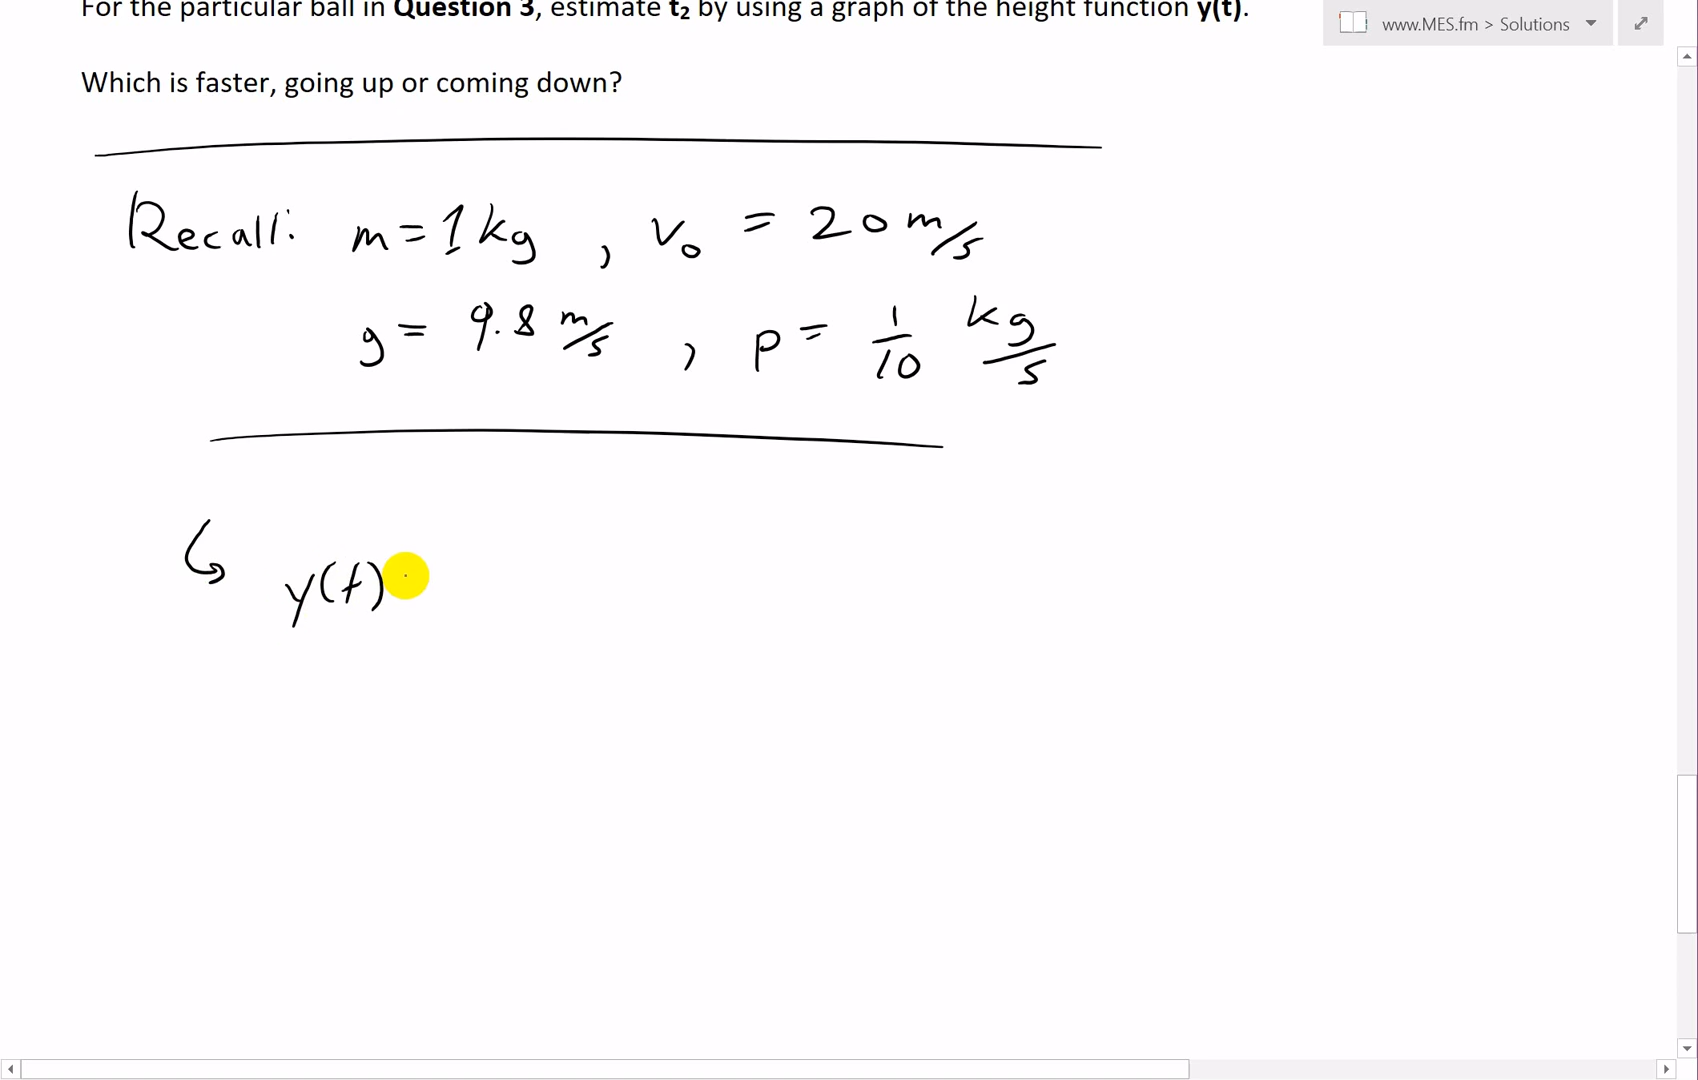 For the particular ball in Question 3, estimate t₂ by using a graph of the height function y(t).
www.MES.fm > Solutions
Which is faster, going up or coming down?
Recall: m = 1 kg , v₀ = 20 m/s
g = 9.8 m/s , p = 1/10 kg/s
y(t)